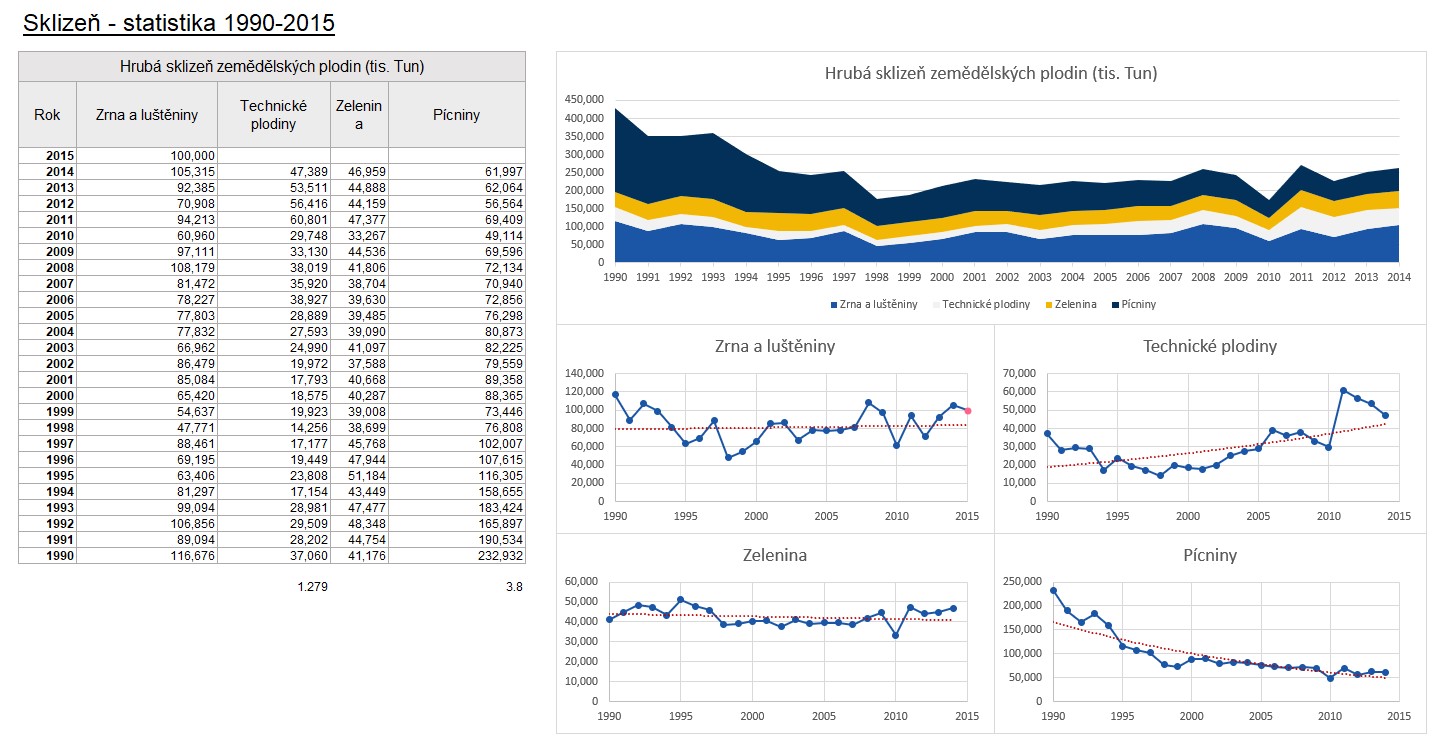 Sklizeň - statistika 1990-2015
Hrubá sklizeň zemědělských plodin (tis. Tun)
Rok Zrna a luštěniny Technické plodiny Zelenin a Pícniny
2015 100,000
2014 105,315 47,389 46,959 61,997
2013 92,385 53,511 44,888 62,064
2012 70,908 56,416 44,159 56,564
2011 94,213 60,801 47,377 69,409
2010 60,960 29,748 33,267 49,114
2009 97,111 33,130 44,536 69,596
2008 108,179 38,019 41,806 72,134
2007 81,472 35,920 38,704 70,940
2006 78,227 38,927 39,630 72,856
2005 77,803 28,889 39,485 76,298
2004 77,832 27,593 39,090 80,873
2003 66,962 24,990 41,097 82,225
2002 86,479 19,972 37,588 79,559
2001 85,084 17,793 40,668 89,358
2000 65,420 18,575 40,287 88,365
1999 54,637 19,923 39,008 73,446
1998 47,771 14,256 38,699 76,808
1997 88,461 17,177 45,768 102,007
1996 69,195 19,449 47,944 107,615
1995 63,406 23,808 51,184 116,305
1994 81,297 17,154 43,449 158,655
1993 99,094 28,981 47,477 183,424
1992 106,856 29,509 48,348 165,897
1991 89,094 28,202 44,754 190,534
1990 116,676 37,060 41,176 232,932
1.279 3.8
Hrubá sklizeň zemědělských plodin (tis. Tun)
450,000
400,000
350,000
300,000
250,000
200,000
150,000
100,000
50,000
0
1990 1991 1992 1993 1994 1995 1996 1997 1998 1999 2000 2001 2002 2003 2004 2005 2006 2007 2008 2009 2010 2011 2012 2013 2014
Zrna a luštěniny Technické plodiny Zelenina Pícniny
Zrna a luštěniny
140,000
120,000
100,000
80,000
60,000
40,000
20,000
0
1990 1995 2000 2005 2010 2015
Technické plodiny
70,000
60,000
50,000
40,000
30,000
20,000
10,000
0
1990 1995 2000 2005 2010 2015
Zelenina
60,000
50,000
40,000
30,000
20,000
10,000
0
1990 1995 2000 2005 2010 2015
Pícniny
250,000
200,000
150,000
100,000
50,000
0
1990 1995 2000 2005 2010 2015